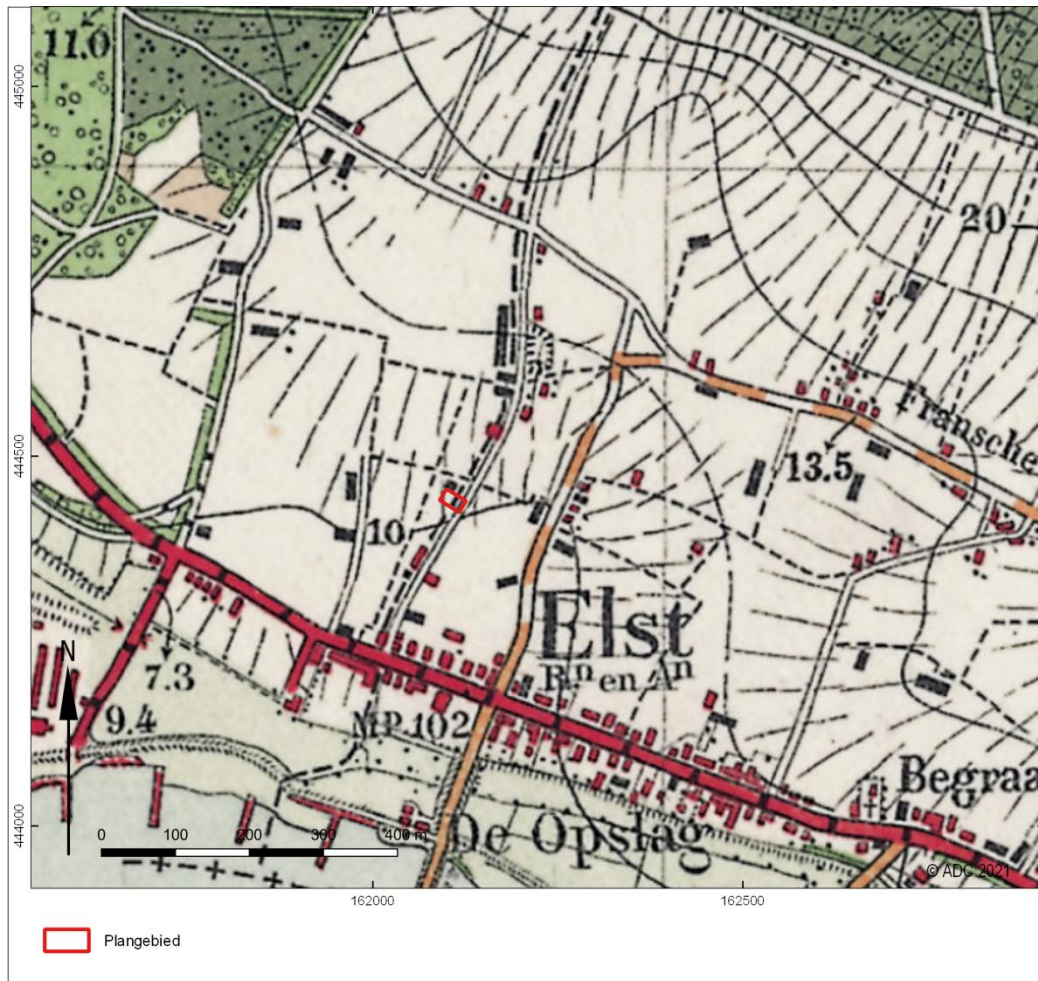 11.0
445000
20
Fransche
444500
13.5
10
Elst
Rn en An
N
7.3
9.4
MP. 102
Begraa
De Opslag
444000
0 100 200 300 400 m
© ADC 2021
162000 162500
Plangebied